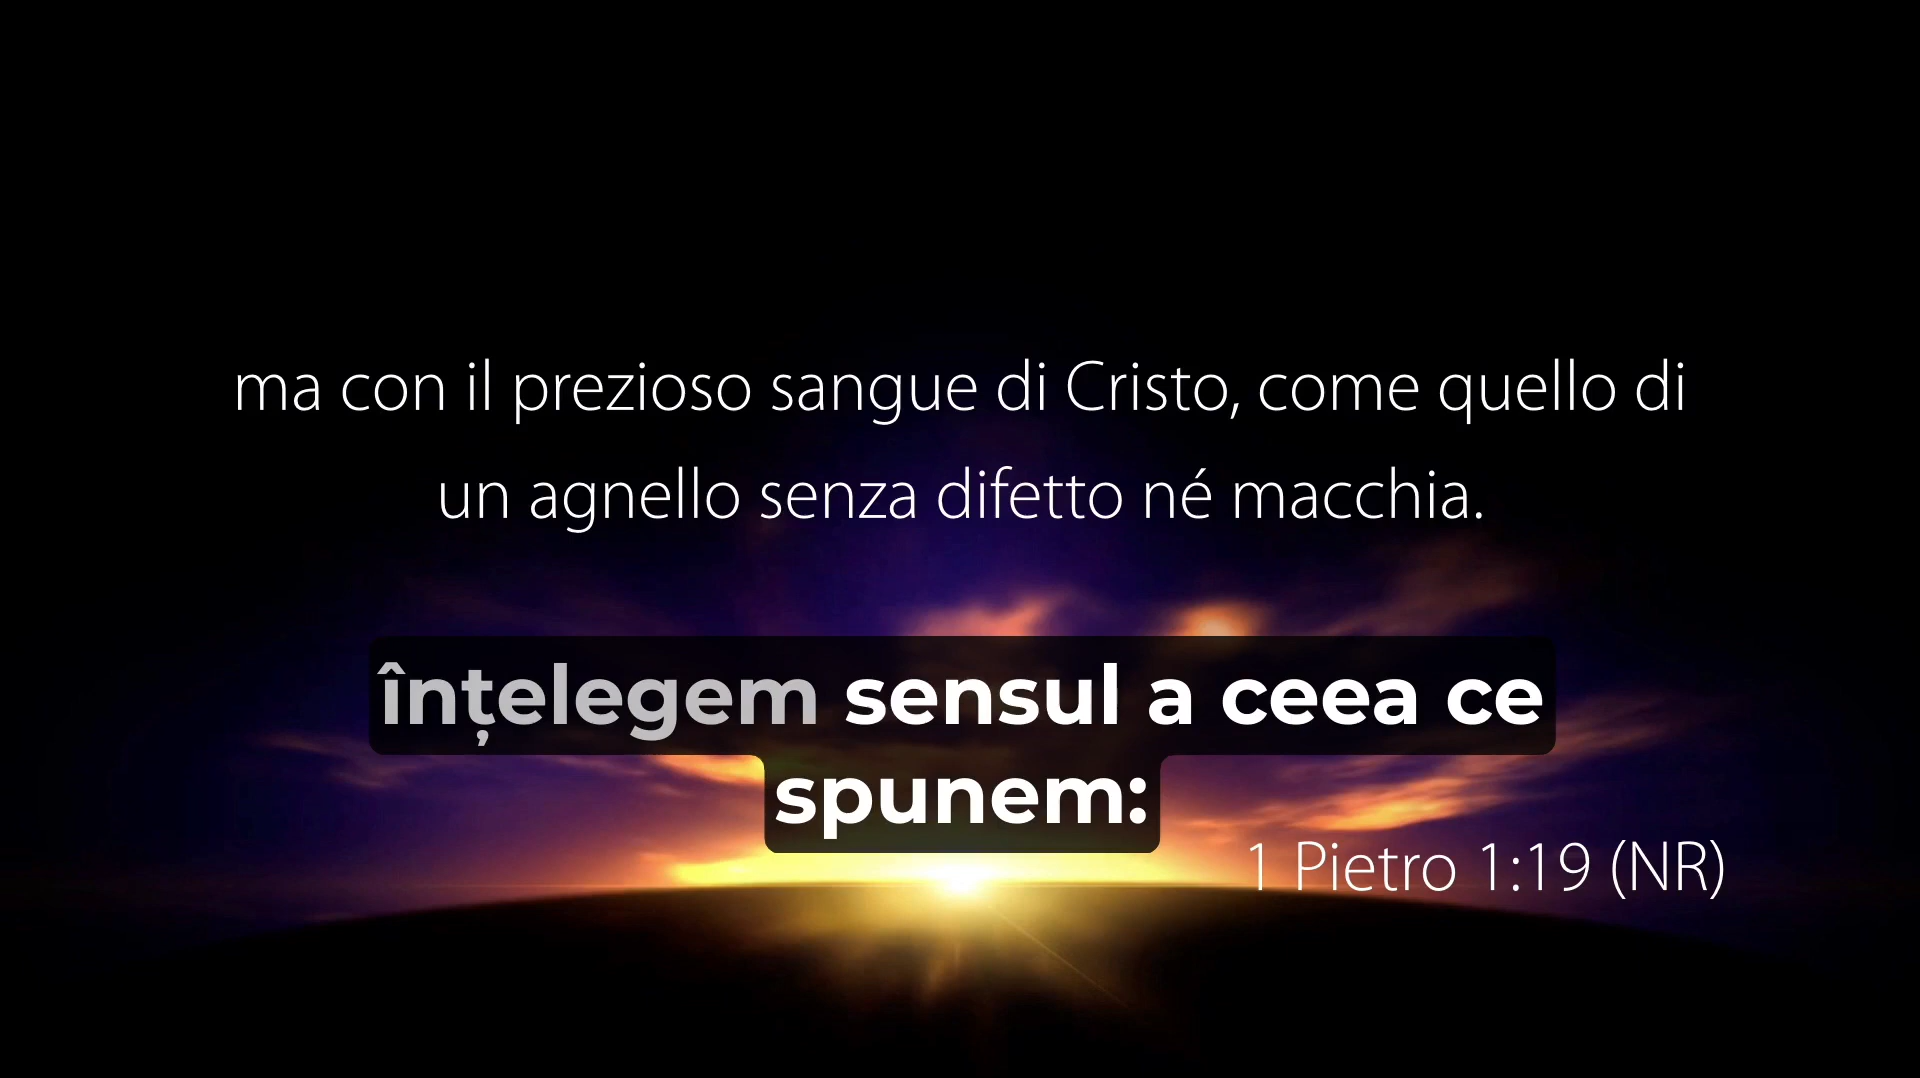 ma con il prezioso sangue di Cristo, come quello di
un agnello senza difetto né macchia.
înțelegem sensul a ceea ce
spunem:
1 Pietro 1:19 (NR)